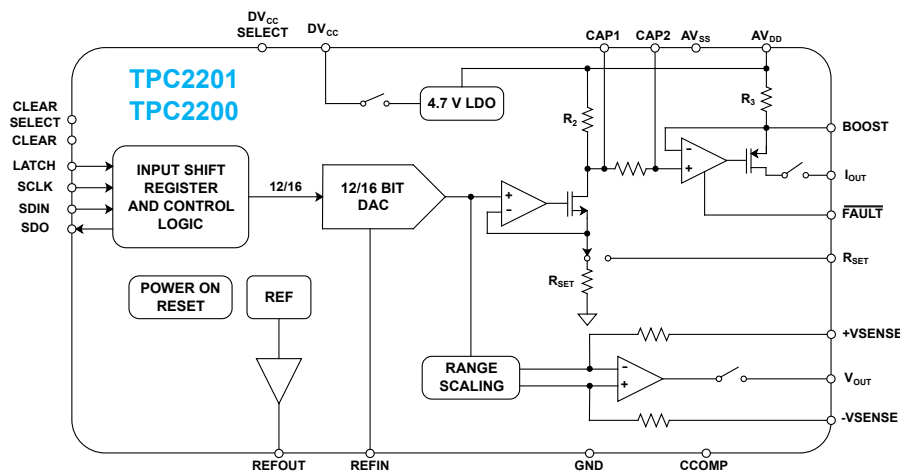 DVCC
SELECT
DVCC
CAP1
CAP2
AVSS
AVDD
TPC2201
TPC2200
4.7 V LDO
R2
R3
CLEAR
SELECT
CLEAR
LATCH
SCLK
SDIN
SDO
INPUT SHIFT
REGISTER
AND CONTROL
LOGIC
12/16
12/16 BIT
DAC
+
-
-
+
BOOST
IOUT
FAULT
RSET
RSET
POWER ON
RESET
REF
RANGE
SCALING
-
+
+VSENSE
VOUT
-VSENSE
REFOUT
REFIN
GND
CCOMP